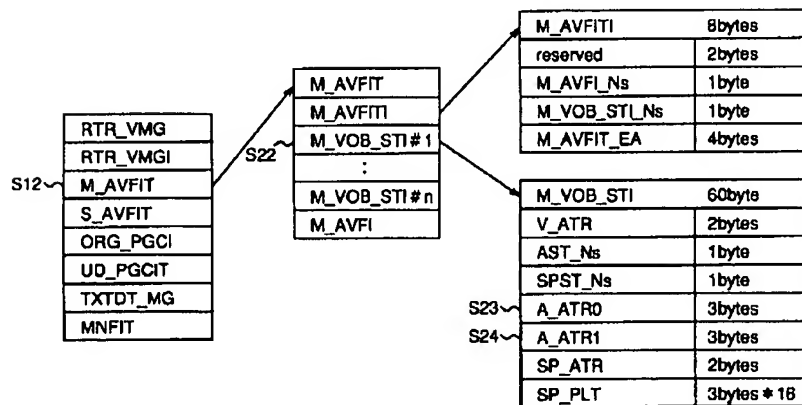 RTR_VMG
RTR_VMGI
S12
M_AVFIT
S_AVFIT
ORG_PGCI
UD_PGCIT
TXTDT_MG
MNFIT
M_AVFIT
M_AVFITI
S22
M_VOB_STI#1
:
M_VOB_STI#n
M_AVFI
M_AVFITI 8bytes
reserved 2bytes
M_AVFI_Ns 1byte
M_VOB_STI_Ns 1byte
M_AVFIT_EA 4bytes
M_VOB_STI 60byte
V_ATR 2bytes
AST_Ns 1byte
SPST_Ns 1byte
S23 A_ATR0 3bytes
S24 A_ATR1 3bytes
SP_ATR 2bytes
SP_PLT 3bytes * 16